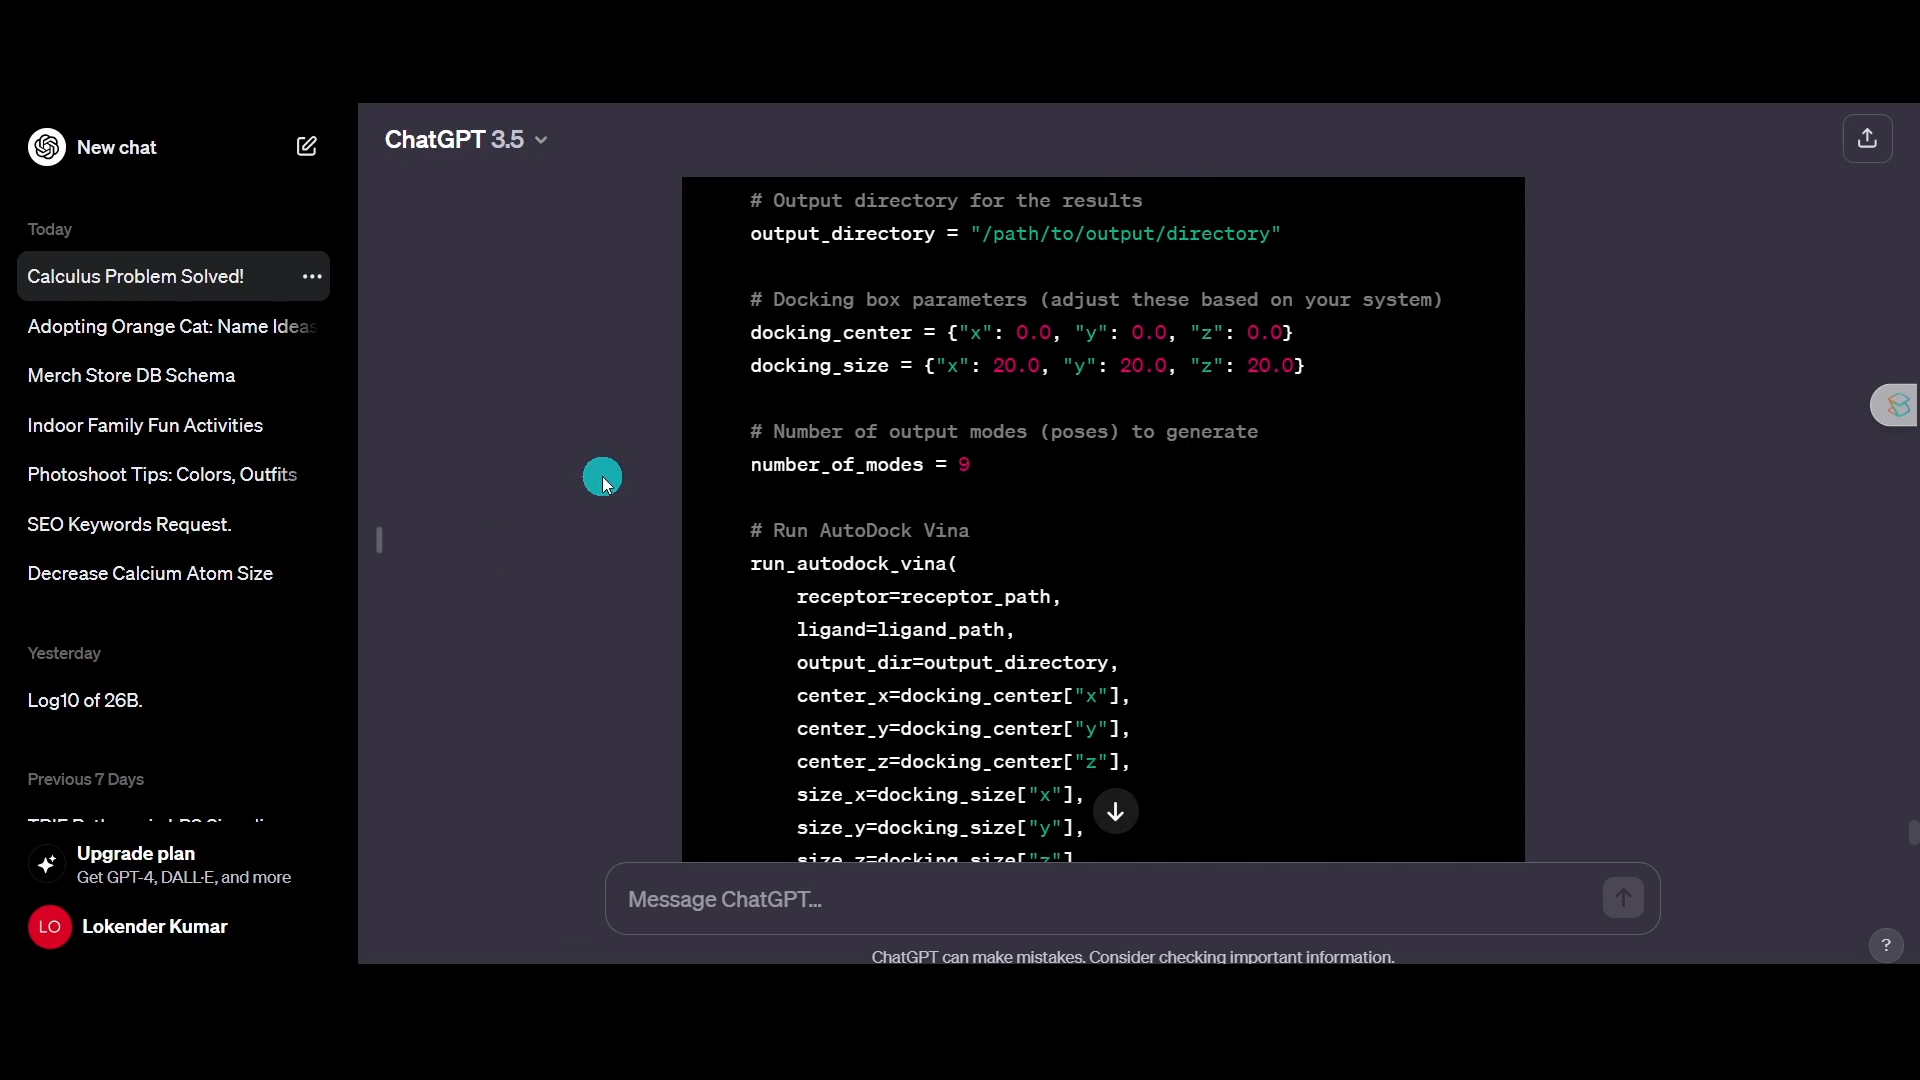 New chat
Today
Calculus Problem Solved!
Adopting Orange Cat: Name Ideas
Merch Store DB Schema
Indoor Family Fun Activities
Photoshoot Tips: Colors, Outfits
SEO Keywords Request.
Decrease Calcium Atom Size
Yesterday
Log10 of 26B.
Previous 7 Days
Upgrade plan
Get GPT-4, DALL·E, and more
LO Lokender Kumar
ChatGPT 3.5
# Output directory for the results
output_directory = "/path/to/output/directory"
# Docking box parameters (adjust these based on your system)
docking_center = {"x": 0.0, "y": 0.0, "z": 0.0}
docking_size = {"x": 20.0, "y": 20.0, "z": 20.0}
# Number of output modes (poses) to generate
number_of_modes = 9
# Run AutoDock Vina
run_autodock_vina(
receptor=receptor_path,
ligand=ligand_path,
output_dir=output_directory,
center_x=docking_center["x"],
center_y=docking_center["y"],
center_z=docking_center["z"],
size_x=docking_size["x"],
size_y=docking_size["y"],
size_z=docking_size["z"]
Message ChatGPT...
ChatGPT can make mistakes. Consider checking important information.
?